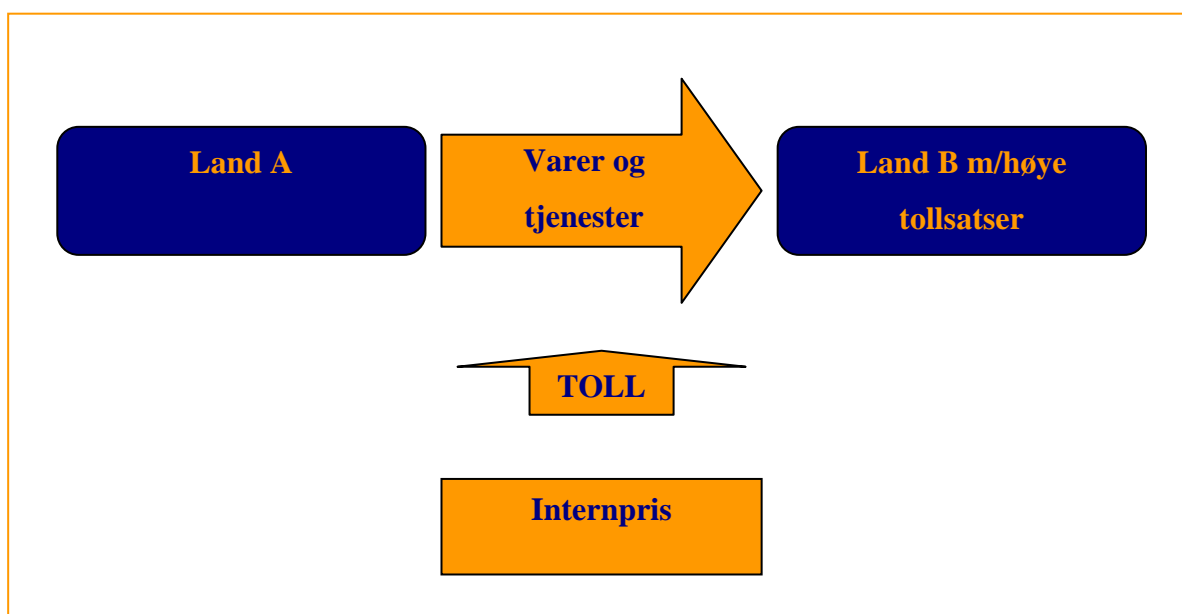 Land A
Varer og
tjenester
Land B m/høye
tollsatser
TOLL
Internpris